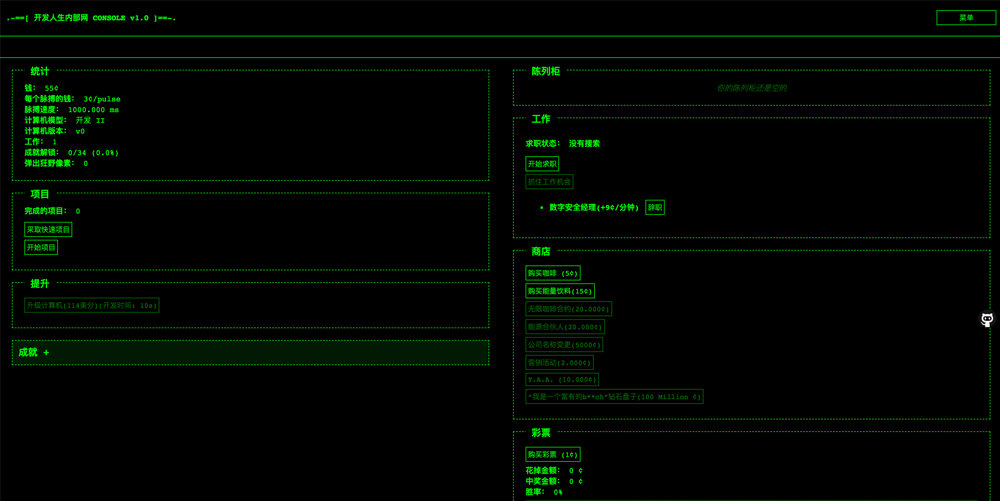 .-==[ 开发人生内部网 CONSOLE v1.0 ]==-.
菜单
统计
钱: 55¢
每个脉搏的钱: 3¢/pulse
脉搏速度: 1000.000 ms
计算机模型: 开发 II
计算机版本: v0
工作: 1
成就解锁: 0/34 (0.0%)
弹出狂野像素: 0
项目
完成的项目: 0
采取快速项目
开始项目
提升
升级计算机(114美分)(开发时间: 10s)
成就 +
陈列柜
你的陈列柜还是空的
工作
求职状态: 没有搜索
开始求职
抓住工作机会
• 数字安全经理(+9¢/分钟) 辞职
商店
购买咖啡 (5¢)
购买能量饮料(15¢)
无限咖啡合约(20.000¢)
能源合伙人(20.000¢)
公司名称变更(5000¢)
营销活动(2.000¢)
Y.A.A. (10.000¢)
"我是一个富有的b**ch"钻石盘子(100 Million ¢)
彩票
购买彩票 (1¢)
花掉金额: 0 ¢
中奖金额: 0 ¢
胜率: 0%